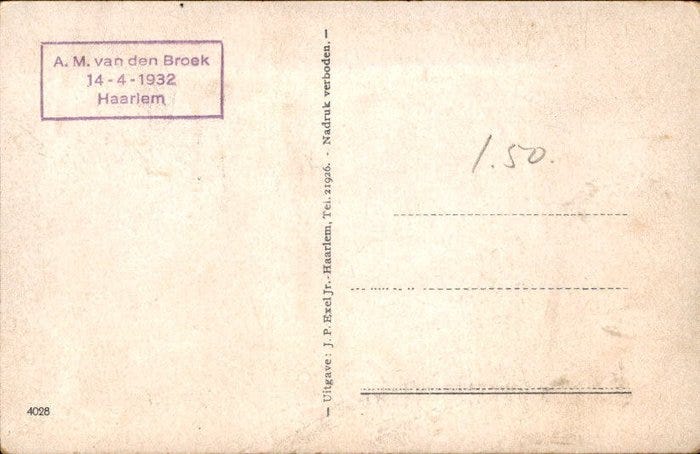 A. M. van den Broek
14-4-1932
Haarlem
— Uitgave: J. P. Exel Jr. - Haarlem, Tel. 21926. - Nadruk verboden. —
1.50.
4028